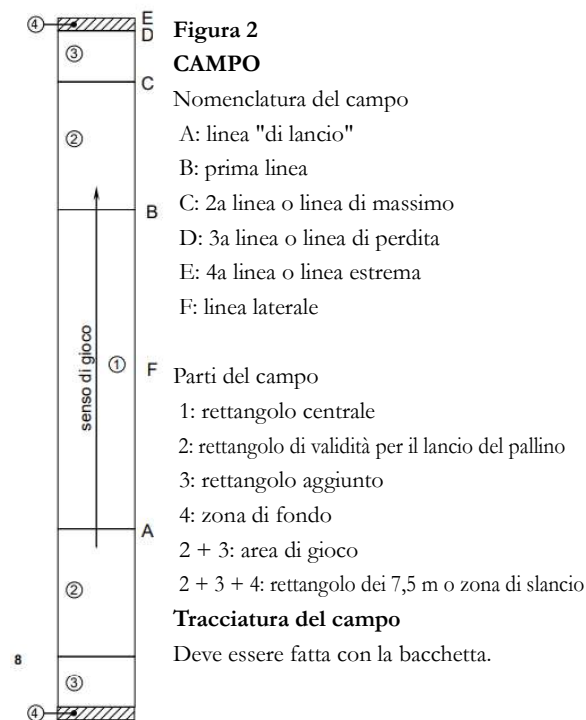 ④
E
D
③
C
②
B
senso di gioco
①
F
A
②
8
③
④
Figura 2
CAMPO
Nomenclatura del campo
A: linea "di lancio"
B: prima linea
C: 2a linea o linea di massimo
D: 3a linea o linea di perdita
E: 4a linea o linea estrema
F: linea laterale
Parti del campo
1: rettangolo centrale
2: rettangolo di validità per il lancio del pallino
3: rettangolo aggiunto
4: zona di fondo
2 + 3: area di gioco
2 + 3 + 4: rettangolo dei 7,5 m o zona di slancio
Tracciatura del campo
Deve essere fatta con la bacchetta.